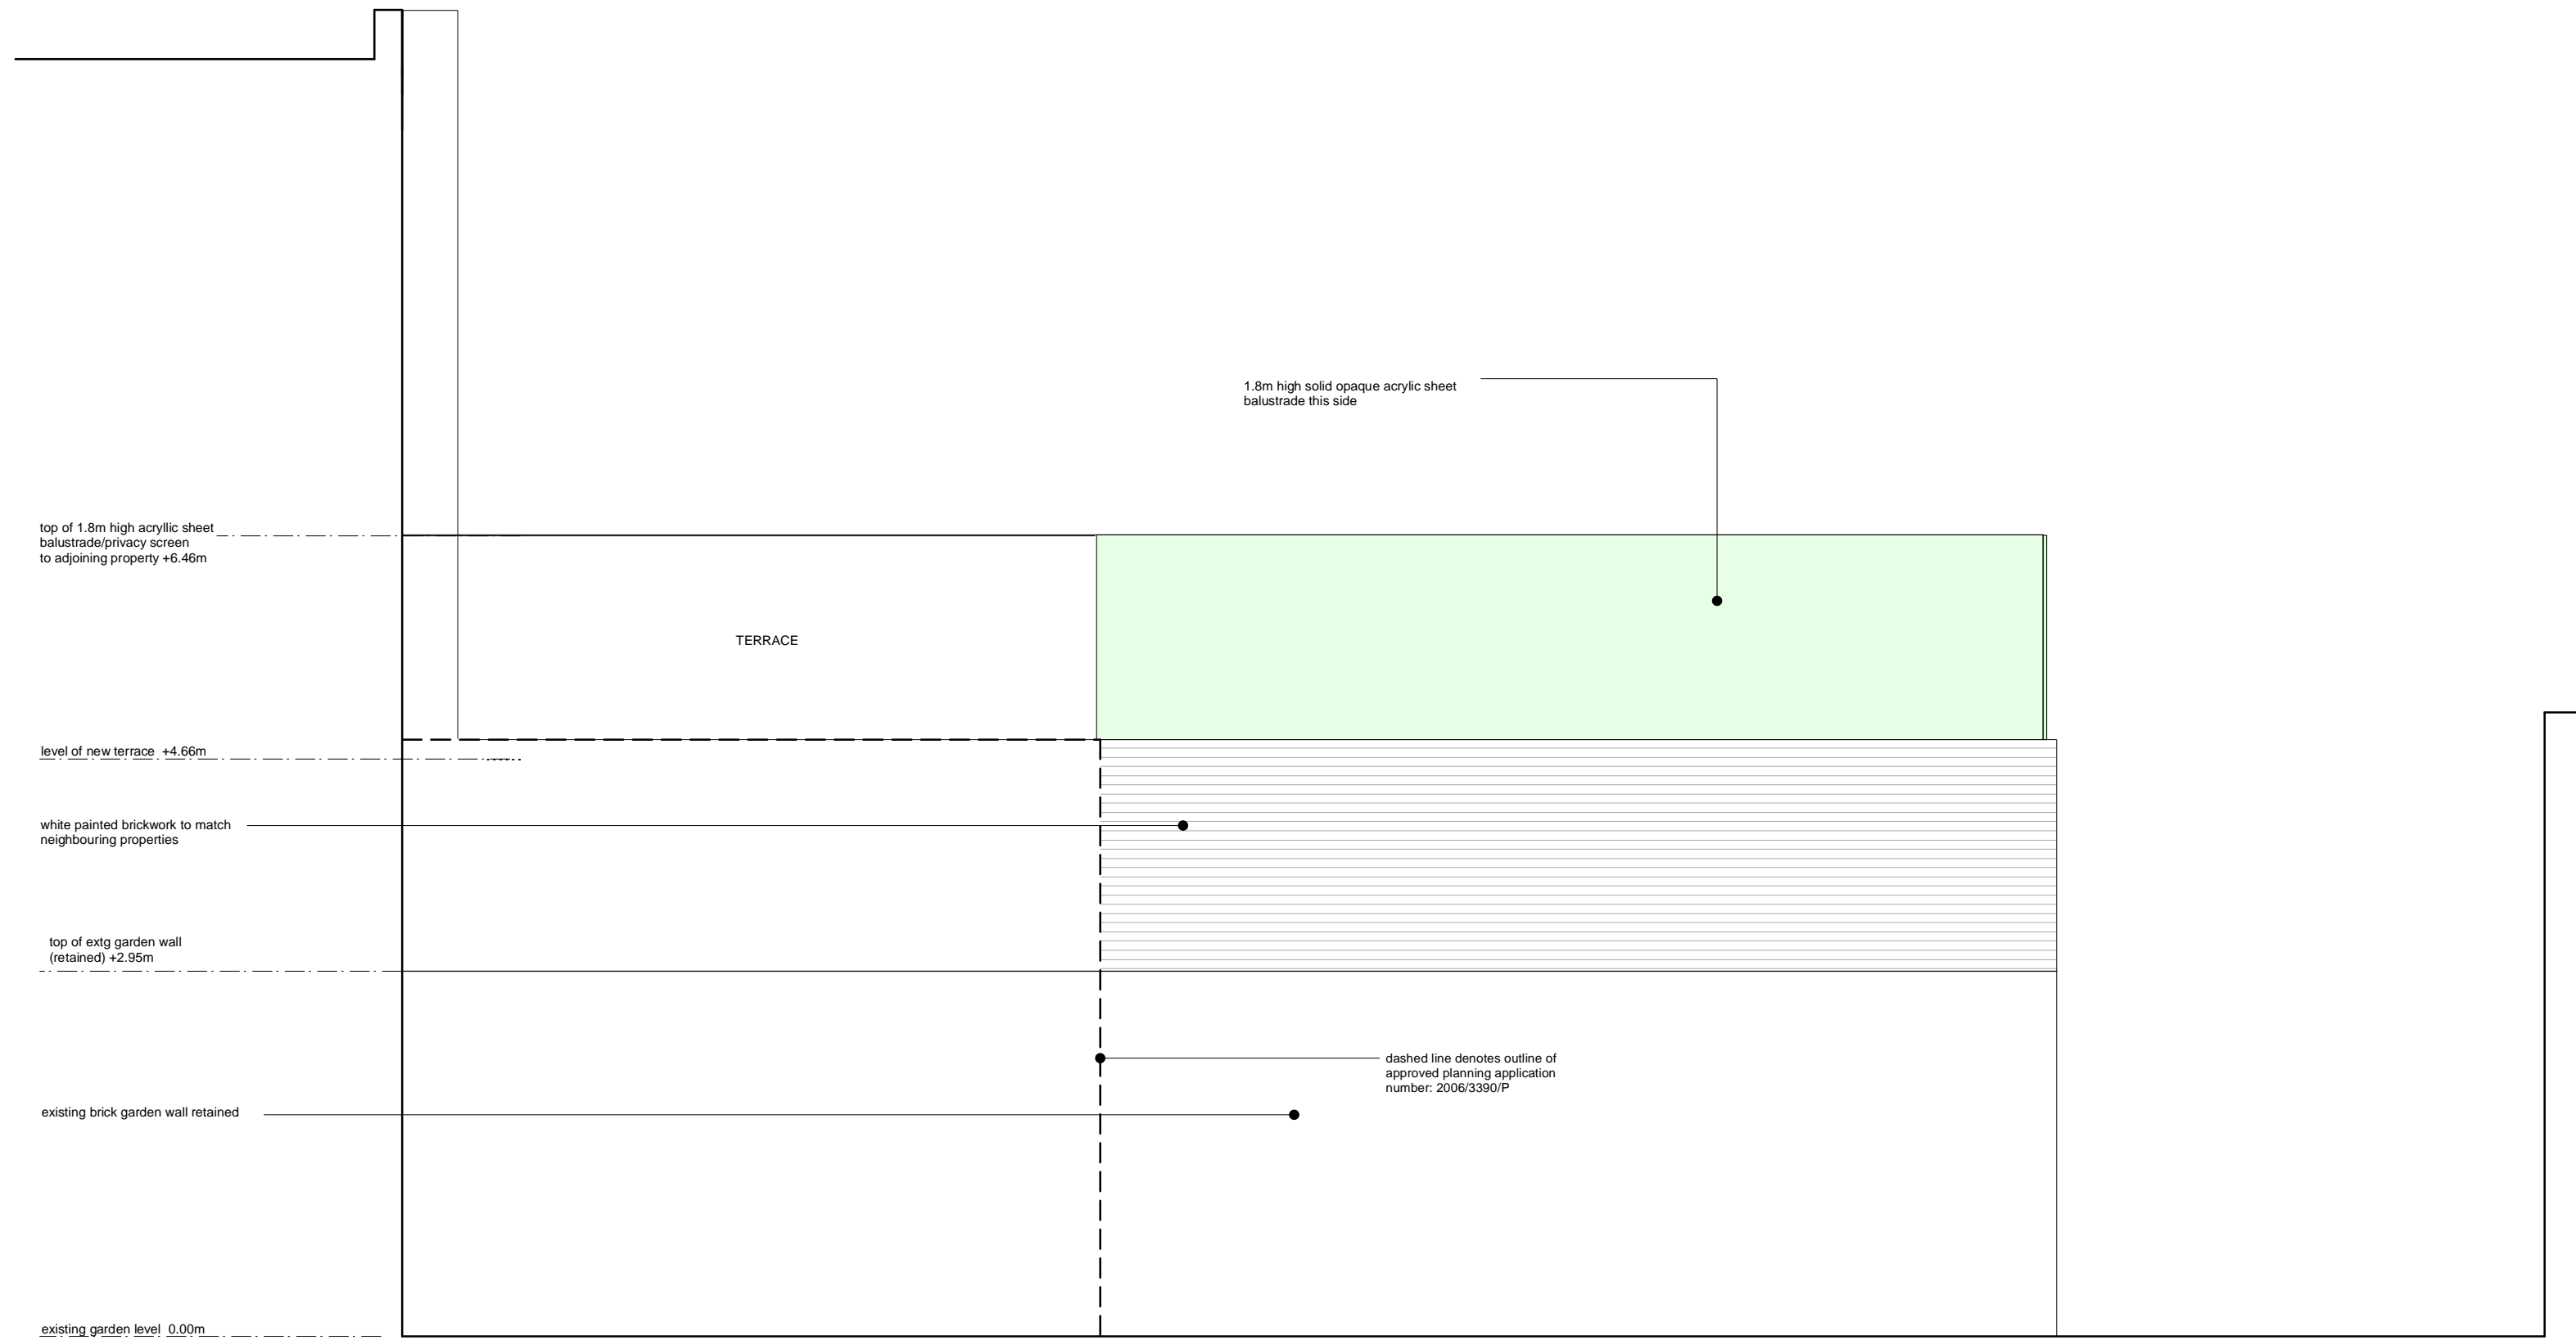 1.8m high solid opaque acrylic sheet
balustrade this side
top of 1.8m high acryllic sheet
balustrade/privacy screen
to adjoining property +6.46m
TERRACE
level of new terrace +4.66m
white painted brickwork to match
neighbouring properties
top of extg garden wall
(retained) +2.95m
dashed line denotes outline of
approved planning application
number: 2006/3390/P
existing brick garden wall retained
existing garden level 0.00m